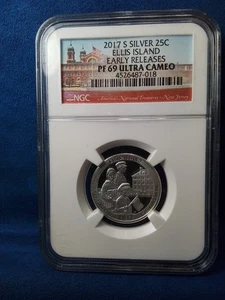 2017 S SILVER 25C
ELLIS ISLAND
EARLY RELEASES
PF 69 ULTRA CAMEO
4526487-018
NGC